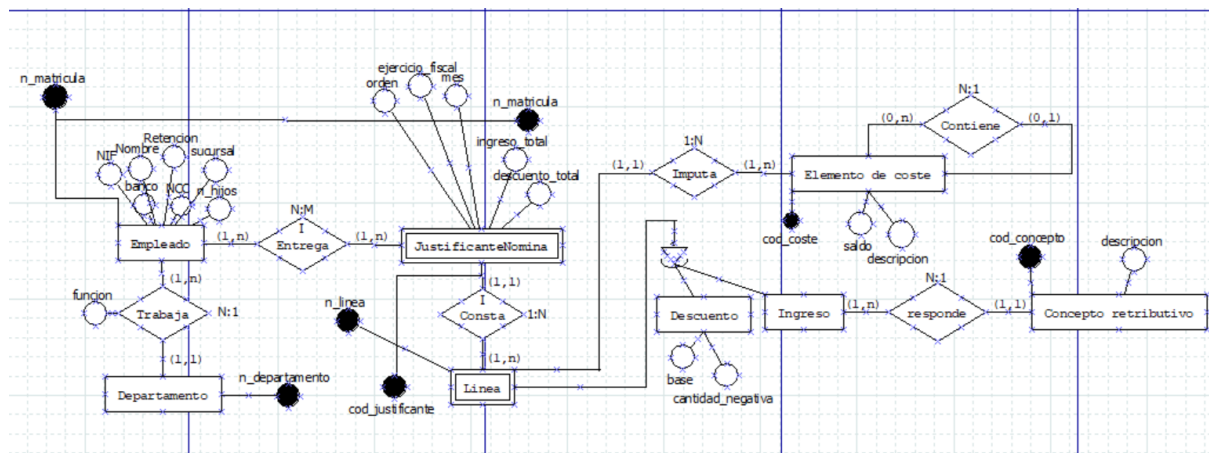 ejercicio_fiscal
orden
mes
n_matricula
n_matricula
NIF
Nombre
Retencion
sucursal
banco
NCC
n_hijos
ingreso_total
descuento_total
N:1
(0,n)
Contiene
(0,1)
1:N
(1,1)
Imputa
(1,n)
Elemento de coste
N:M
Empleado
(1,n)
I
Entrega
(1,n)
JustificanteNomina
cod_coste
saldo
descripcion
cod_concepto
descripcion
(1,n)
funcion
Trabaja
N:1
(1,1)
n_linea
(1,1)
I
Consta
1:N
(1,n)
Descuento
Ingreso
(1,n)
N:1
responde
(1,1)
Concepto retributivo
base
cantidad_negativa
Departamento
n_departamento
cod_justificante
Linea